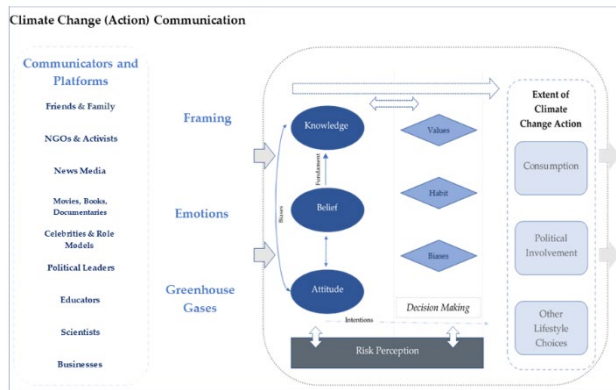 Climate Change (Action) Communication
Communicators and
Platforms
Friends & Family
NGOs & Activists
News Media
Movies, Books,
Documentaries
Celebrities & Role
Models
Political Leaders
Educators
Scientists
Businesses
Framing
Emotions
Greenhouse
Gases
Knowledge
Fundament
Biases
Belief
Attitude
Intentions
Values
Habit
Biases
Decision Making
Risk Perception
Extent of
Climate
Change Action
Consumption
Political
Involvement
Other
Lifestyle
Choices